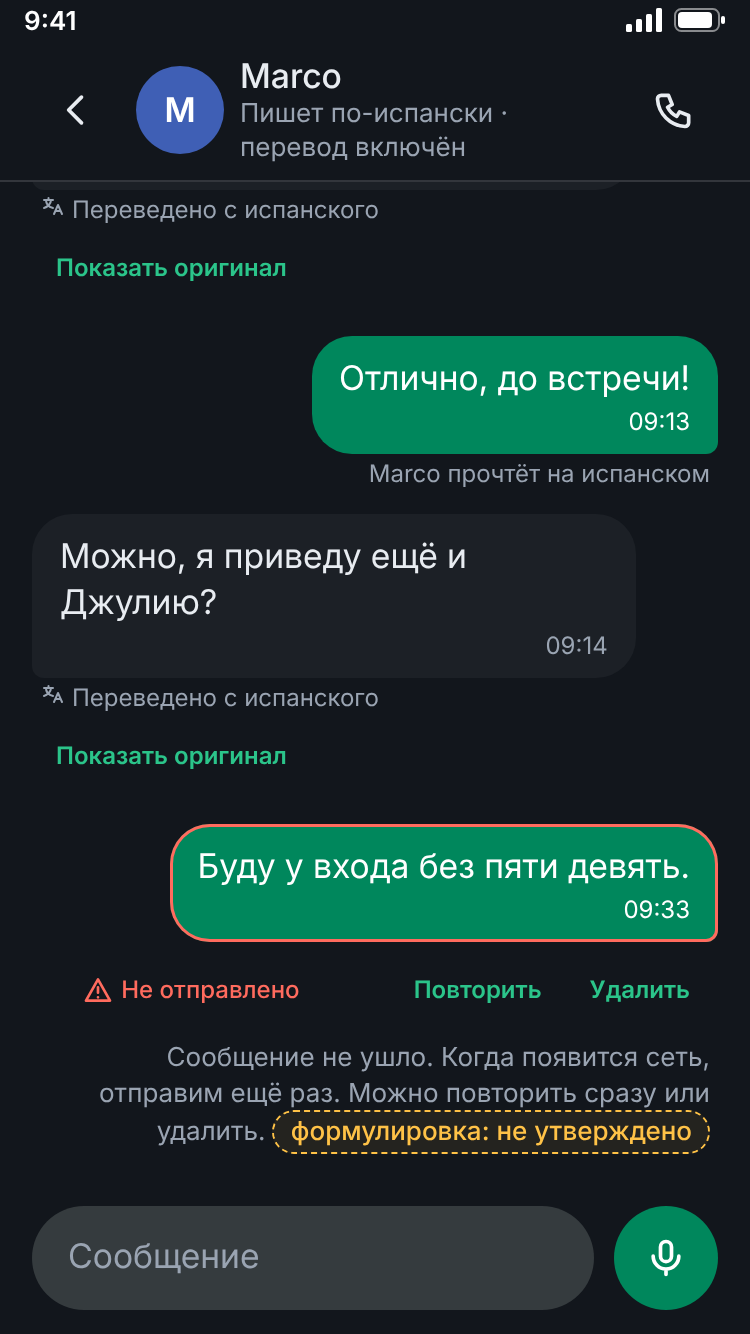 9:41
Marco
Пишет по-испански ·
перевод включён
M
Переведено с испанского
Показать оригинал
Отлично, до встречи!
09:13
Marco прочтёт на испанском
Можно, я приведу ещё и
Джулию?
09:14
Переведено с испанского
Показать оригинал
Буду у входа без пяти девять.
09:33
Не отправлено Повторить Удалить
Сообщение не ушло. Когда появится сеть,
отправим ещё раз. Можно повторить сразу или
удалить. формулировка: не утверждено
Сообщение